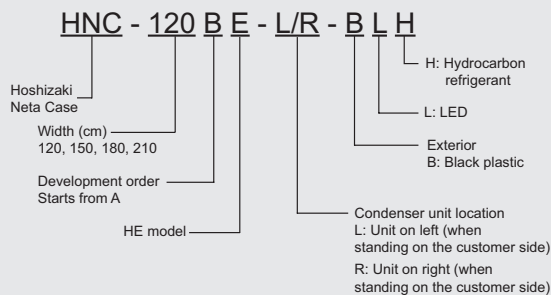 HNC - 120 B E - L/R - B L H
H: Hydrocarbon
refrigerant
L: LED
Exterior
B: Black plastic
Condenser unit location
L: Unit on left (when
standing on the customer side)
R: Unit on right (when
standing on the customer side)
Hoshizaki
Neta Case
Width (cm)
120, 150, 180, 210
Development order
Starts from A
HE model